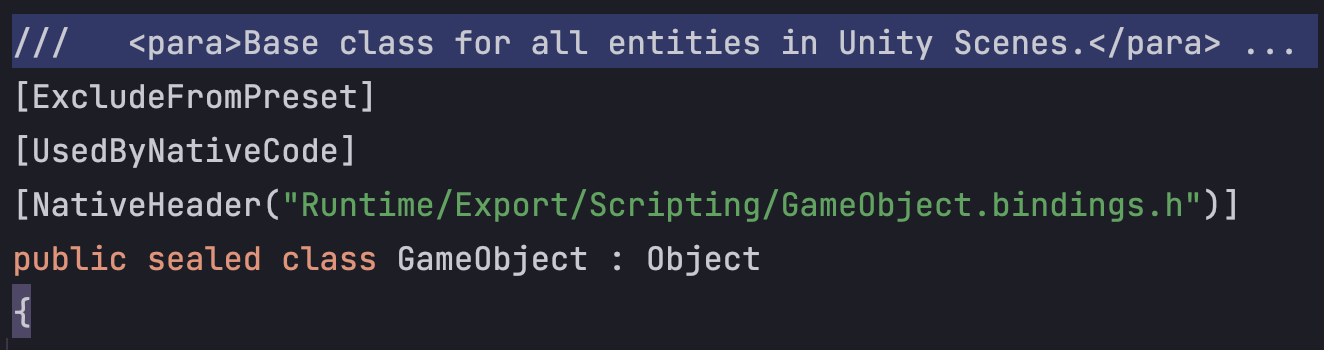 ///   <para>Base class for all entities in Unity Scenes.</para> ...
[ExcludeFromPreset]
[UsedByNativeCode]
[NativeHeader("Runtime/Export/Scripting/GameObject.bindings.h")]
public sealed class GameObject : Object
{